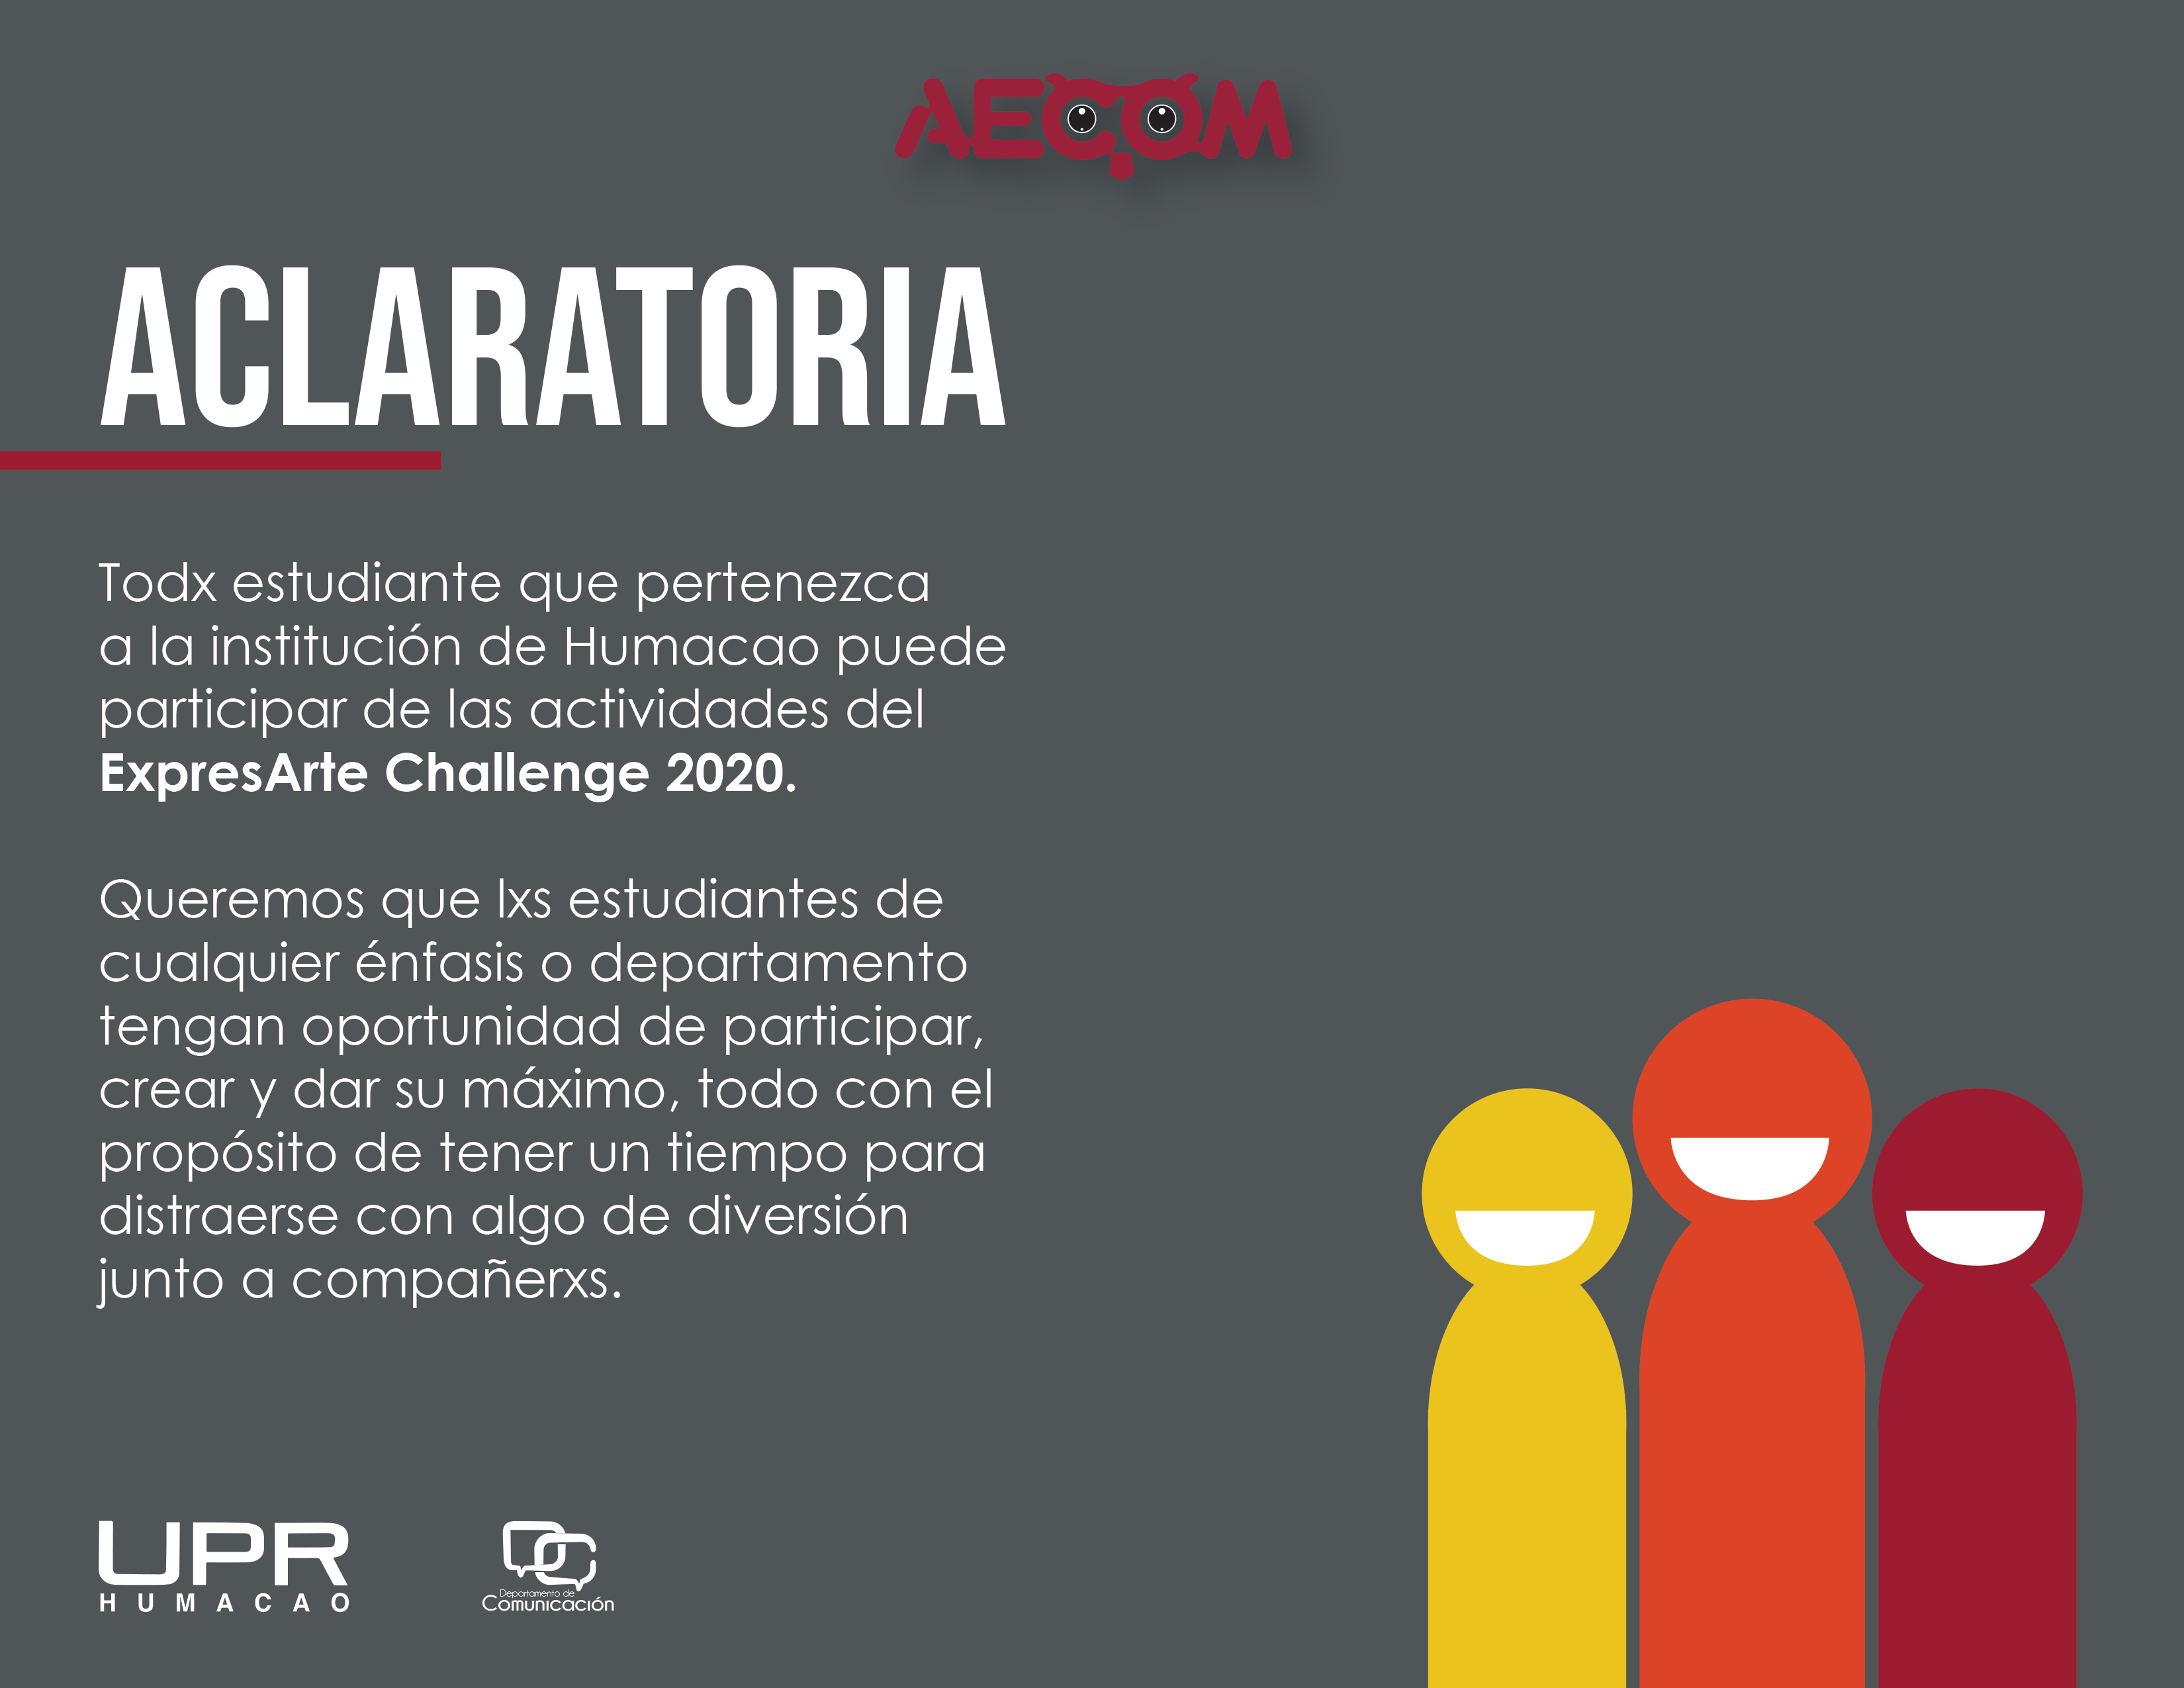 AECOM
ACLARATORIA
Todx estudiante que pertenezca
a la institución de Humacao puede
participar de las actividades del
ExpresArte Challenge 2020.
Queremos que lxs estudiantes de
cualquier énfasis o departamento
tengan oportunidad de participar,
crear y dar su máximo, todo con el
propósito de tener un tiempo para
distraerse con algo de diversión
junto a compañerxs.
UPR
HUMACAO
Departamento de
Comunicación